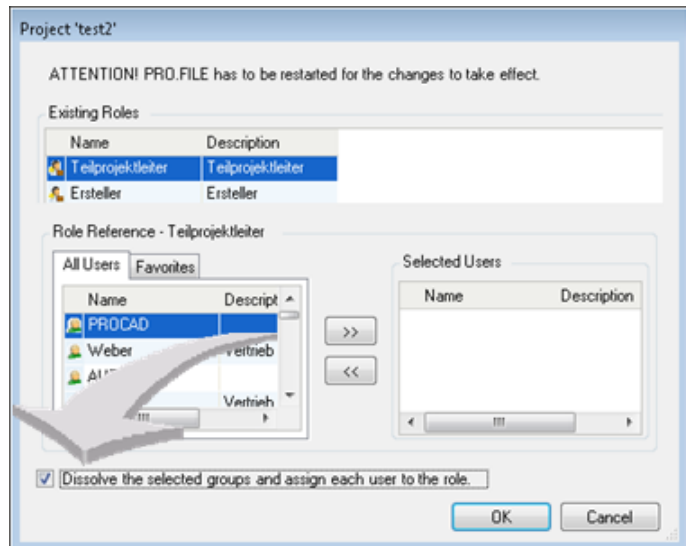 Project 'test2'
ATTENTION! PRO.FILE has to be restarted for the changes to take effect.
Existing Roles
Name Description
Teilprojektleiter Teilprojektleiter
Ersteller Ersteller
Role Reference - Teilprojektleiter
All Users Favorites
Selected Users
Name Descript
Name Description
PROCAD
Weber Vertrieb
>>
<<
Vertrieb
Dissolve the selected groups and assign each user to the role.
OK Cancel